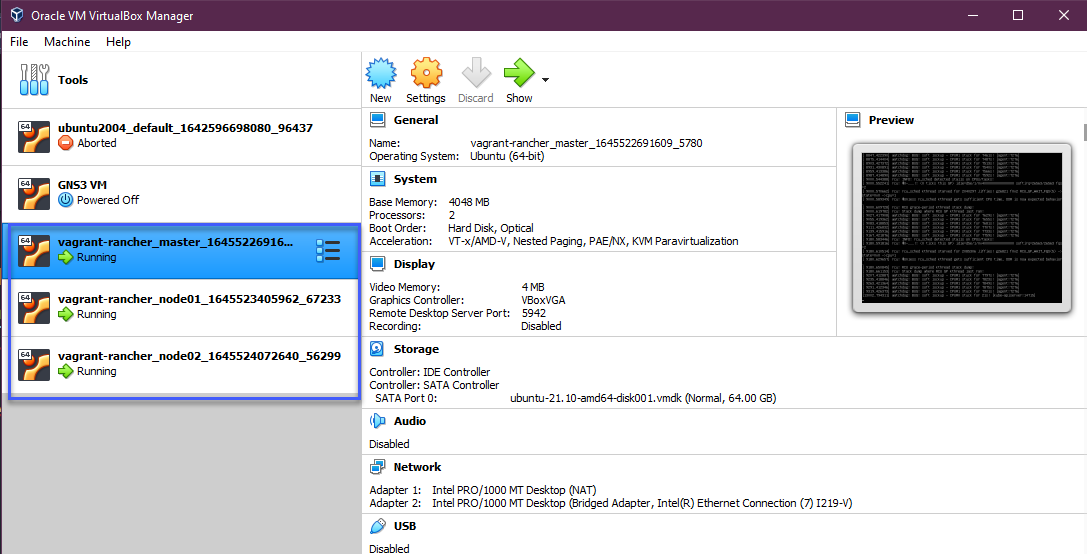 Oracle VM VirtualBox Manager
File Machine Help
Tools
64 ubuntu2004_default_1642596698080_96437
Aborted
64 GNS3 VM
Powered Off
64 vagrant-rancher_master_16455226916...
Running
64 vagrant-rancher_node01_1645523405962_67233
Running
64 vagrant-rancher_node02_1645524072640_56299
Running
New Settings Discard Show
General
Name: vagrant-rancher_master_1645522691609_5780
Operating System: Ubuntu (64-bit)
System
Base Memory: 4048 MB
Processors: 2
Boot Order: Hard Disk, Optical
Acceleration: VT-x/AMD-V, Nested Paging, PAE/NX, KVM Paravirtualization
Display
Video Memory: 4 MB
Graphics Controller: VBoxVGA
Remote Desktop Server Port: 5942
Recording: Disabled
Storage
Controller: IDE Controller
Controller: SATA Controller
SATA Port 0: ubuntu-21.10-amd64-disk001.vmdk (Normal, 64.00 GB)
Audio
Disabled
Network
Adapter 1: Intel PRO/1000 MT Desktop (NAT)
Adapter 2: Intel PRO/1000 MT Desktop (Bridged Adapter, Intel(R) Ethernet Connection (7) I219-V)
USB
Disabled
Preview